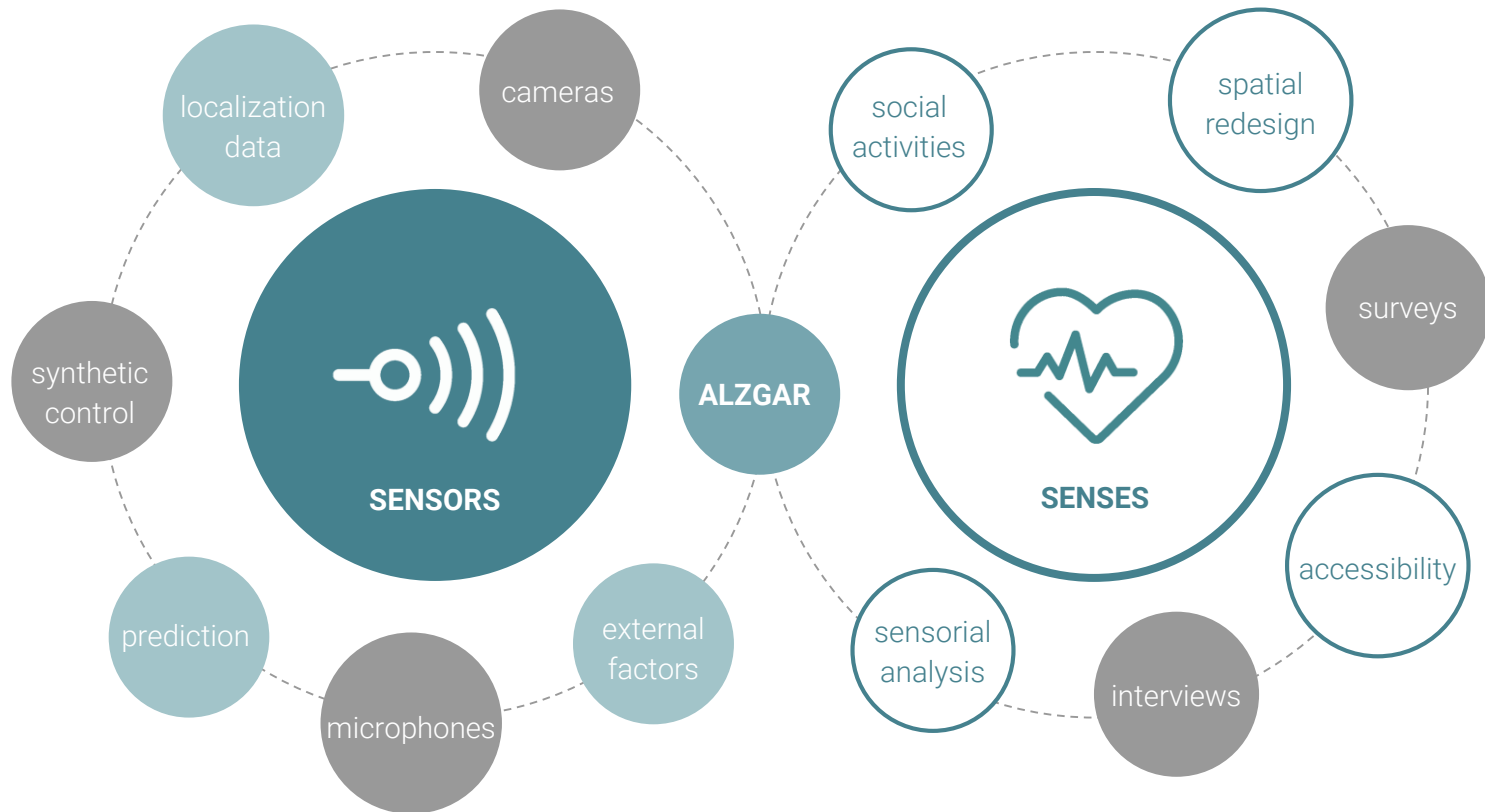 localization
data
cameras
synthetic
control
SENSORS
prediction
microphones
external
factors
ALZGAR
social
activities
spatial
redesign
surveys
SENSES
accessibility
sensorial
analysis
interviews